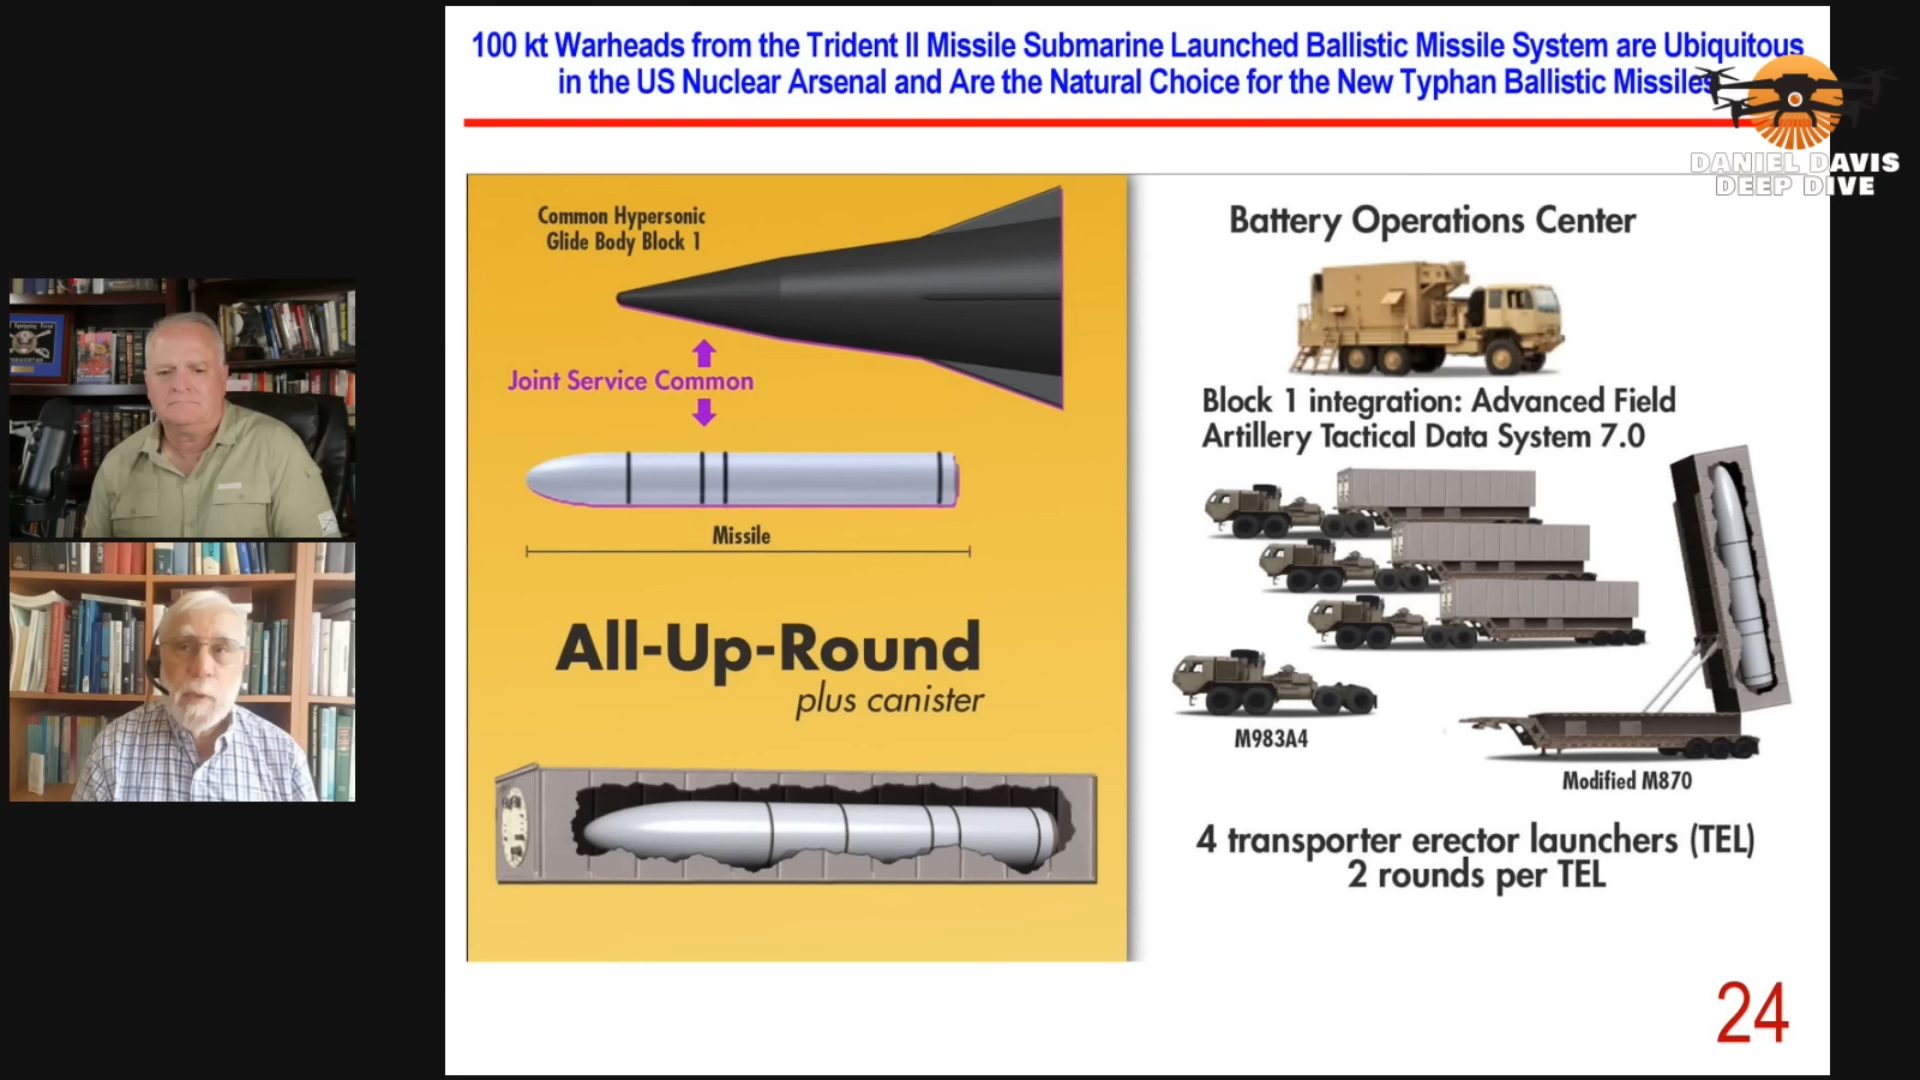 100 kt Warheads from the Trident II Missile Submarine Launched Ballistic Missile System are Ubiquitous
in the US Nuclear Arsenal and Are the Natural Choice for the New Typhan Ballistic Missiles
DANIEL DAVIS
DEEP DIVE
Common Hypersonic
Glide Body Block 1
Joint Service Common
Missile
All-Up-Round
plus canister
Battery Operations Center
Block 1 integration: Advanced Field
Artillery Tactical Data System 7.0
M983A4
Modified M870
4 transporter erector launchers (TEL)
2 rounds per TEL
24